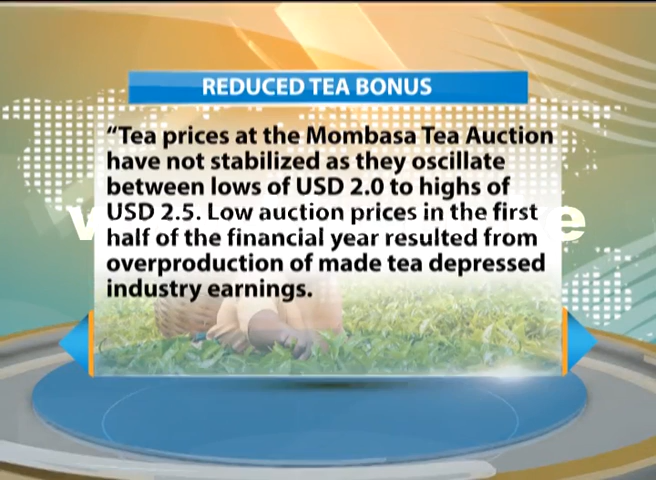 REDUCED TEA BONUS
“Tea prices at the Mombasa Tea Auction
have not stabilized as they oscillate
between lows of USD 2.0 to highs of
USD 2.5. Low auction prices in the first
half of the financial year resulted from
overproduction of made tea depressed
industry earnings.